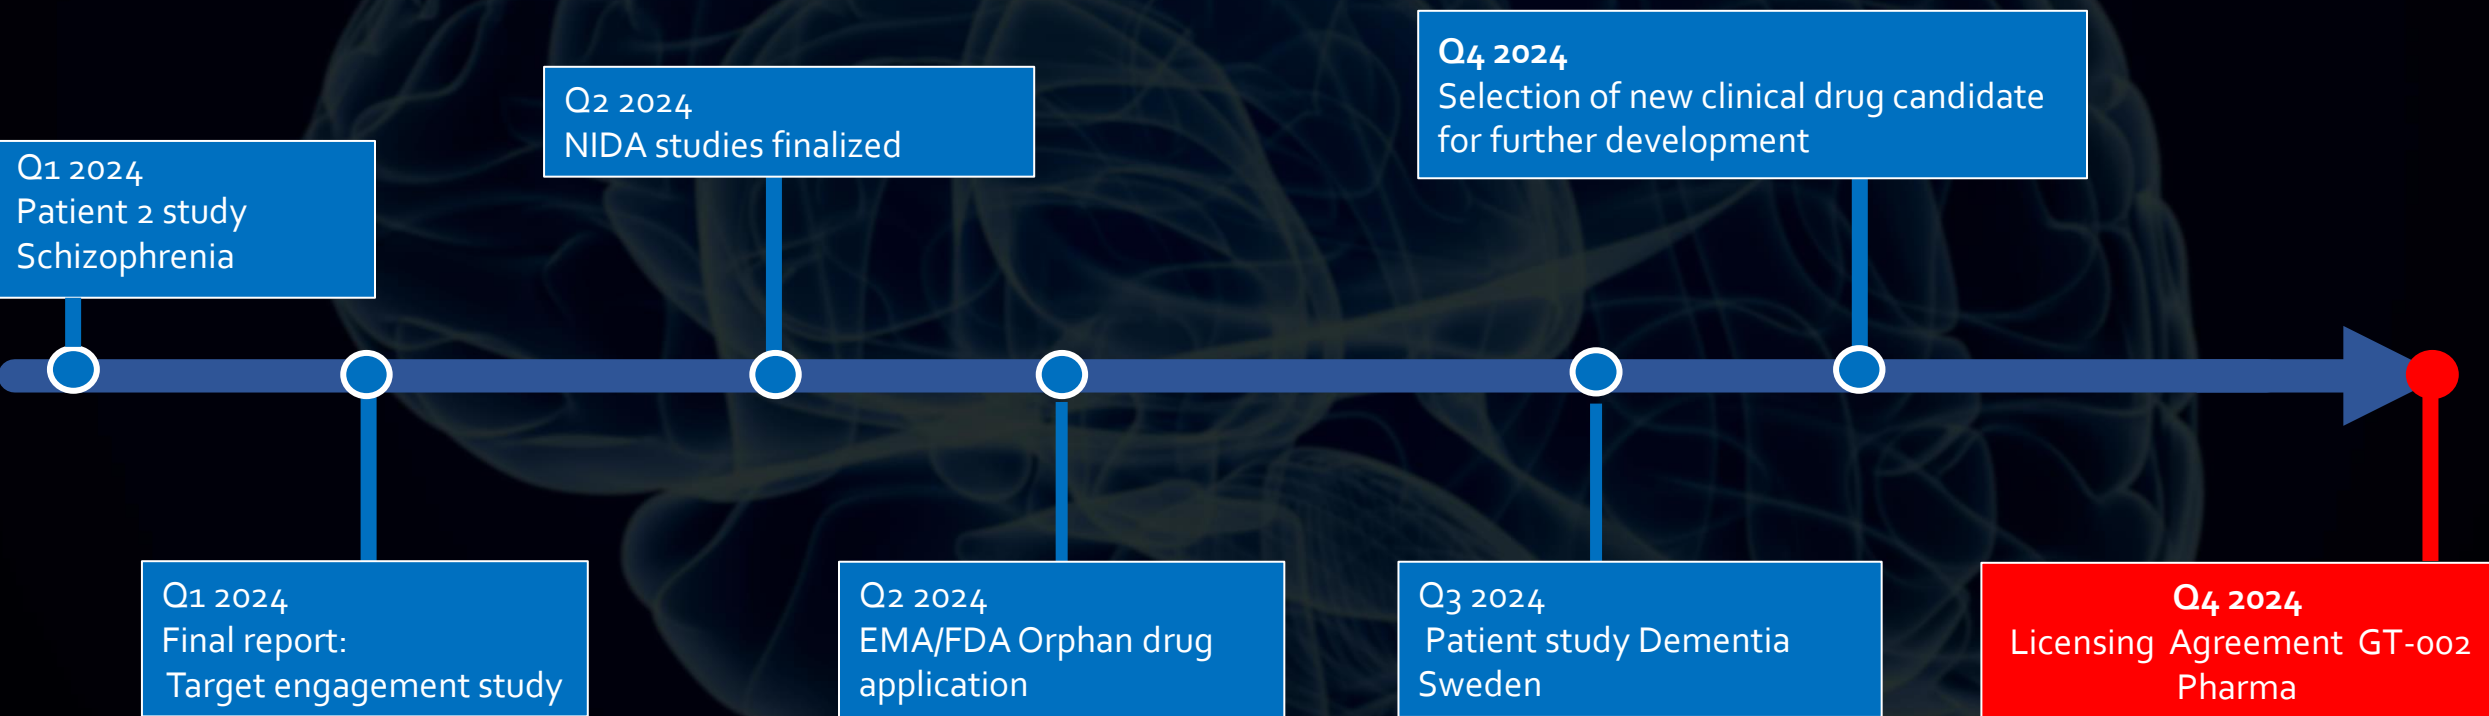 Q1 2024
Patient 2 study
Schizophrenia
Q1 2024
Final report:
Target engagement study
Q2 2024
NIDA studies finalized
Q2 2024
EMA/FDA Orphan drug
application
Q3 2024
Patient study Dementia
Sweden
Q4 2024
Selection of new clinical drug candidate
for further development
Q4 2024
Licensing Agreement GT-002
Pharma